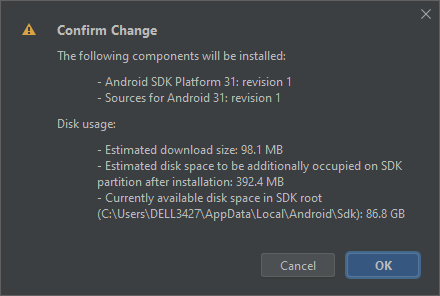 Confirm Change
The following components will be installed:
- Android SDK Platform 31: revision 1
- Sources for Android 31: revision 1
Disk usage:
- Estimated download size: 98.1 MB
- Estimated disk space to be additionally occupied on SDK
partition after installation: 392.4 MB
- Currently available disk space in SDK root
(C:\Users\DELL3427\AppData\Local\Android\Sdk): 86.8 GB
Cancel
OK